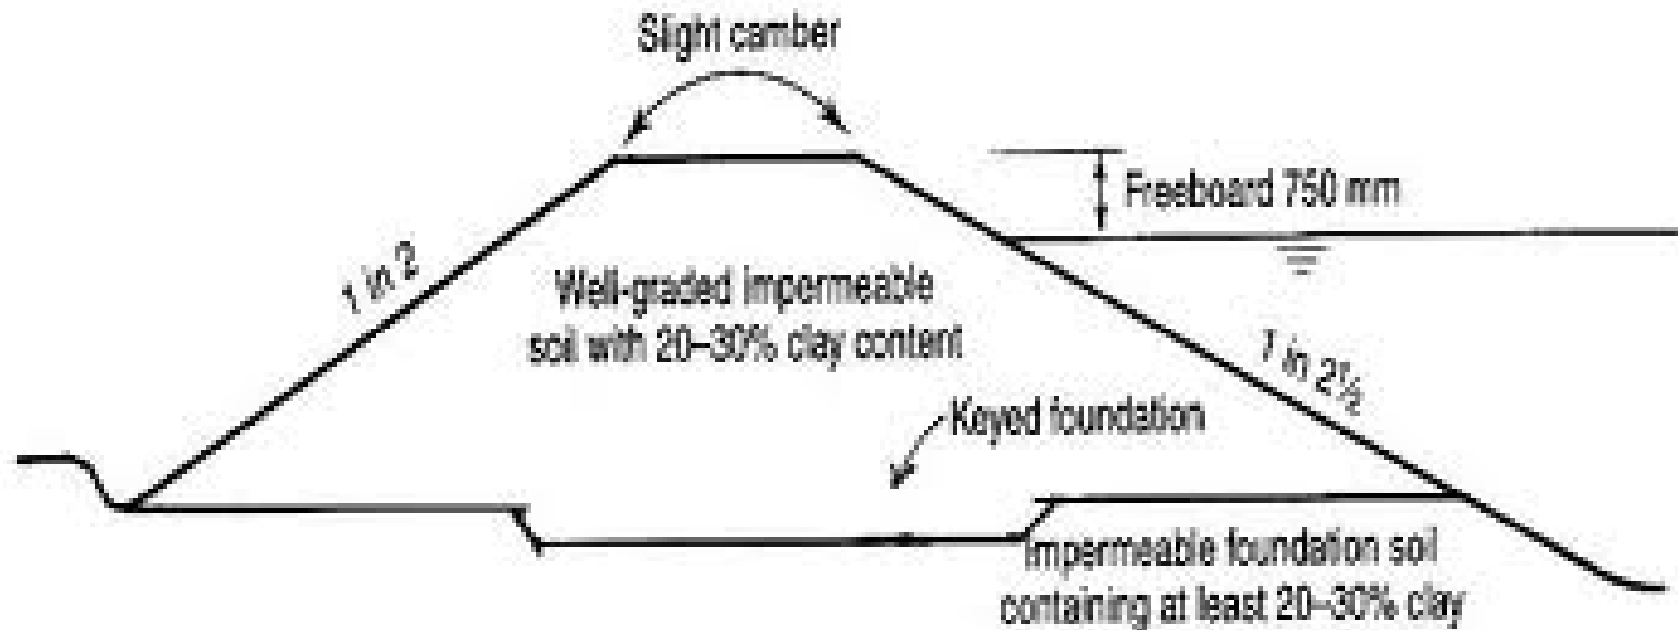 Slight camber
Freeboard 750 mm
1 in 2
Well-graded impermeable
soil with 20–30% clay content
1 in 2½
Keyed foundation
Impermeable foundation soil
containing at least 20–30% clay